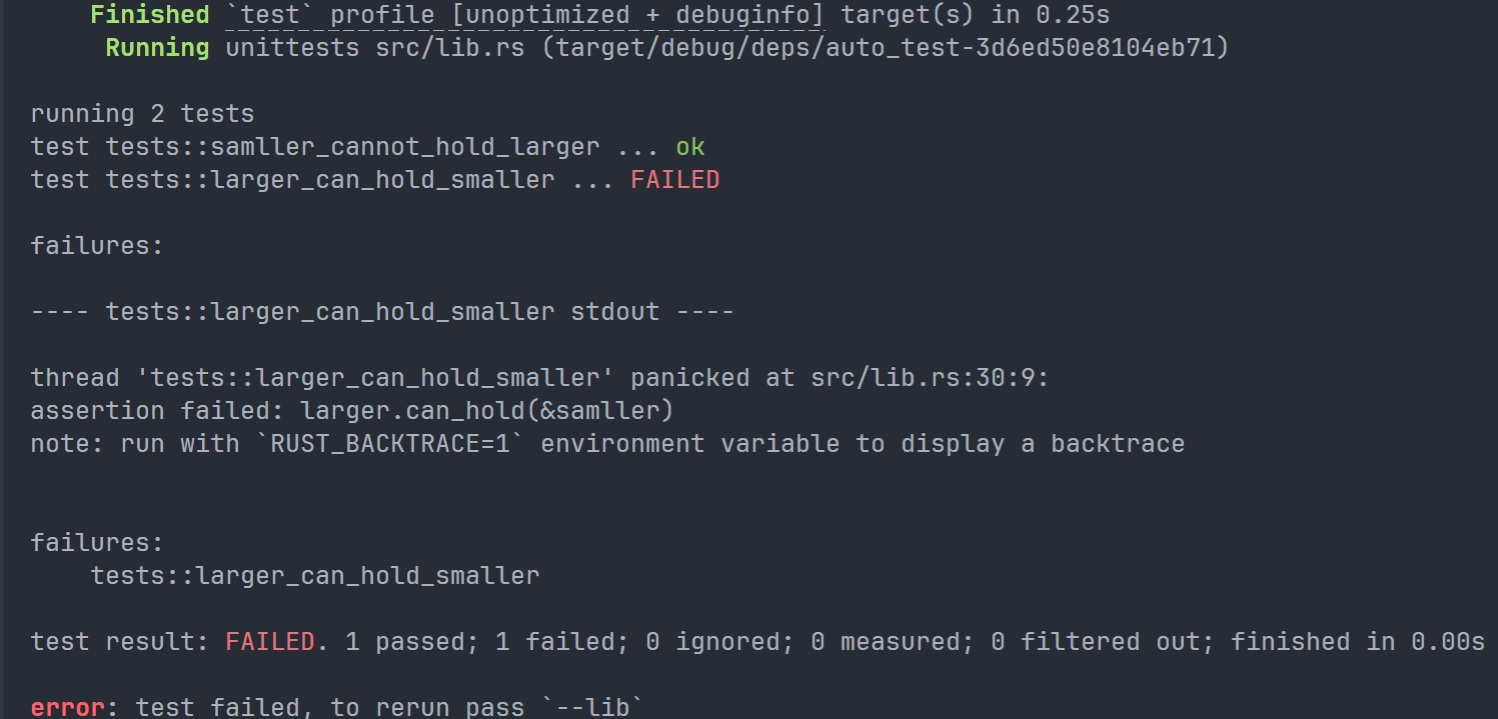 Finished `test` profile [unoptimized + debuginfo] target(s) in 0.25s
Running unittests src/lib.rs (target/debug/deps/auto_test-3d6ed50e8104eb71)
running 2 tests
test tests::samller_cannot_hold_larger ... ok
test tests::larger_can_hold_smaller ... FAILED
failures:
---- tests::larger_can_hold_smaller stdout ----
thread 'tests::larger_can_hold_smaller' panicked at src/lib.rs:30:9:
assertion failed: larger.can_hold(&samller)
note: run with `RUST_BACKTRACE=1` environment variable to display a backtrace
failures:
tests::larger_can_hold_smaller
test result: FAILED. 1 passed; 1 failed; 0 ignored; 0 measured; 0 filtered out; finished in 0.00s
error: test failed, to rerun pass `--lib`